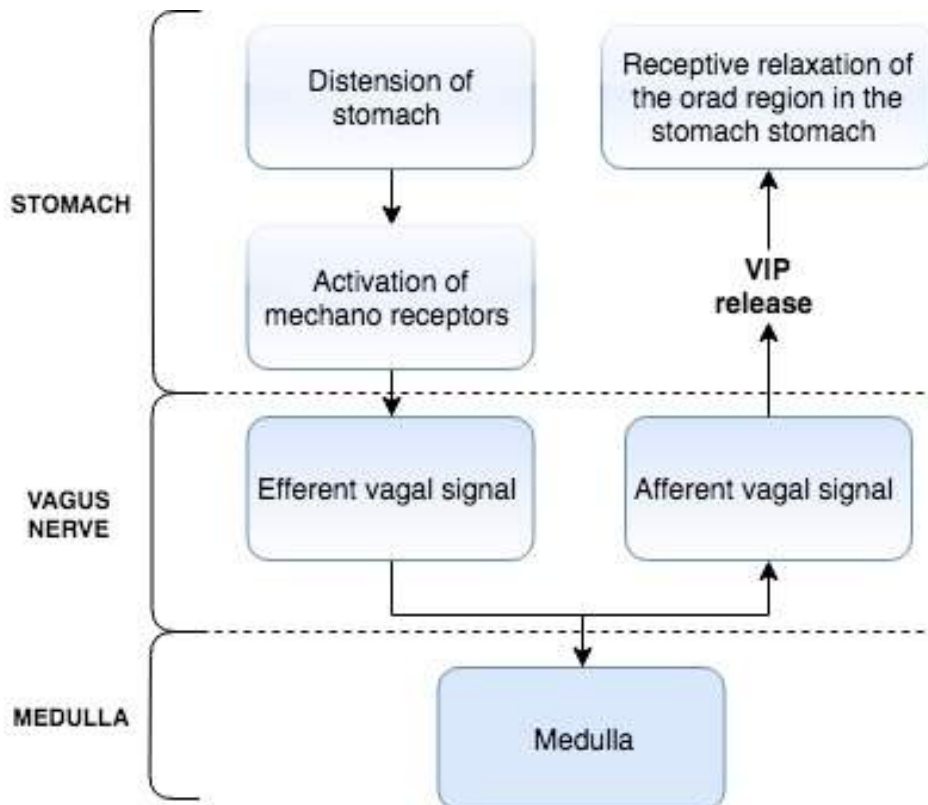 Distension of
stomach
Receptive relaxation of
the orad region in the
stomach stomach
STOMACH
Activation of
mechano receptors
VIP
release
VAGUS
NERVE
Efferent vagal signal
Afferent vagal signal
MEDULLA
Medulla